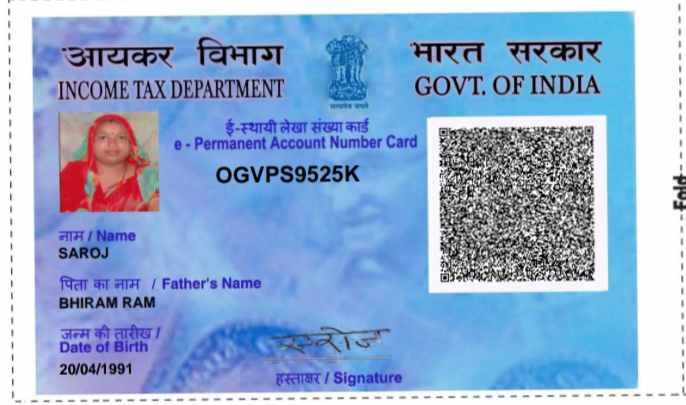 आयकर विभाग
INCOME TAX DEPARTMENT
सत्यमेव जयते
भारत सरकार
GOVT. OF INDIA
ई-स्थायी लेखा संख्या कार्ड
e - Permanent Account Number Card
OGVPS9525K
नाम / Name
SAROJ
पिता का नाम / Father's Name
BHIRAM RAM
जन्म की तारीख /
Date of Birth
20/04/1991
सरोज
हस्ताक्षर / Signature
Fold